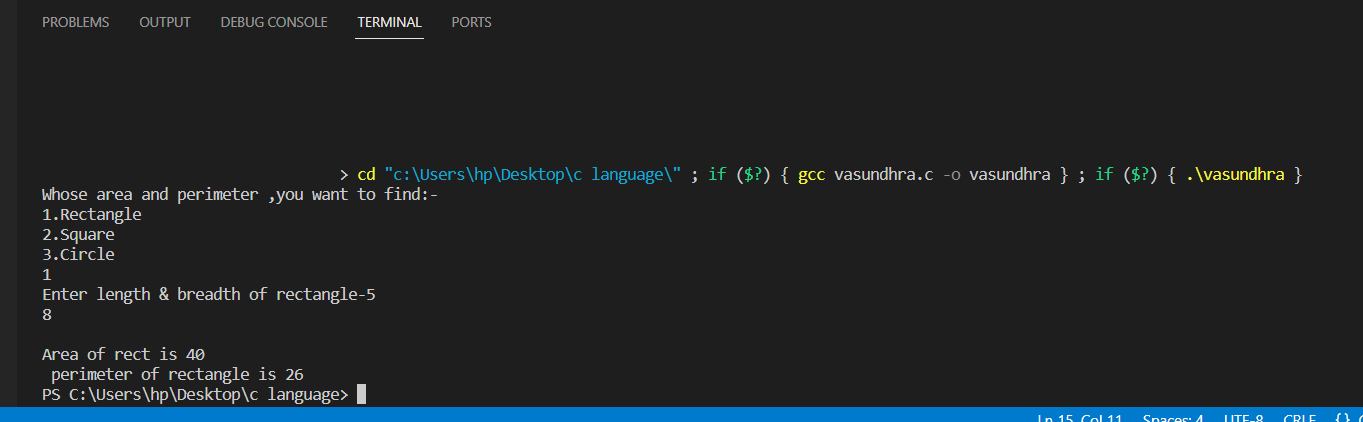 PROBLEMS OUTPUT DEBUG CONSOLE TERMINAL PORTS
> cd "c:\Users\hp\Desktop\c language\" ; if ($?) { gcc vasundhra.c -o vasundhra } ; if ($?) { .\vasundhra }
Whose area and perimeter ,you want to find:-
1.Rectangle
2.Square
3.Circle
1
Enter length & breadth of rectangle-5
8
Area of rect is 40
perimeter of rectangle is 26
PS C:\Users\hp\Desktop\c language>
Ln 15, Col 11 Spaces: 4 UTF-8 CRLF {}